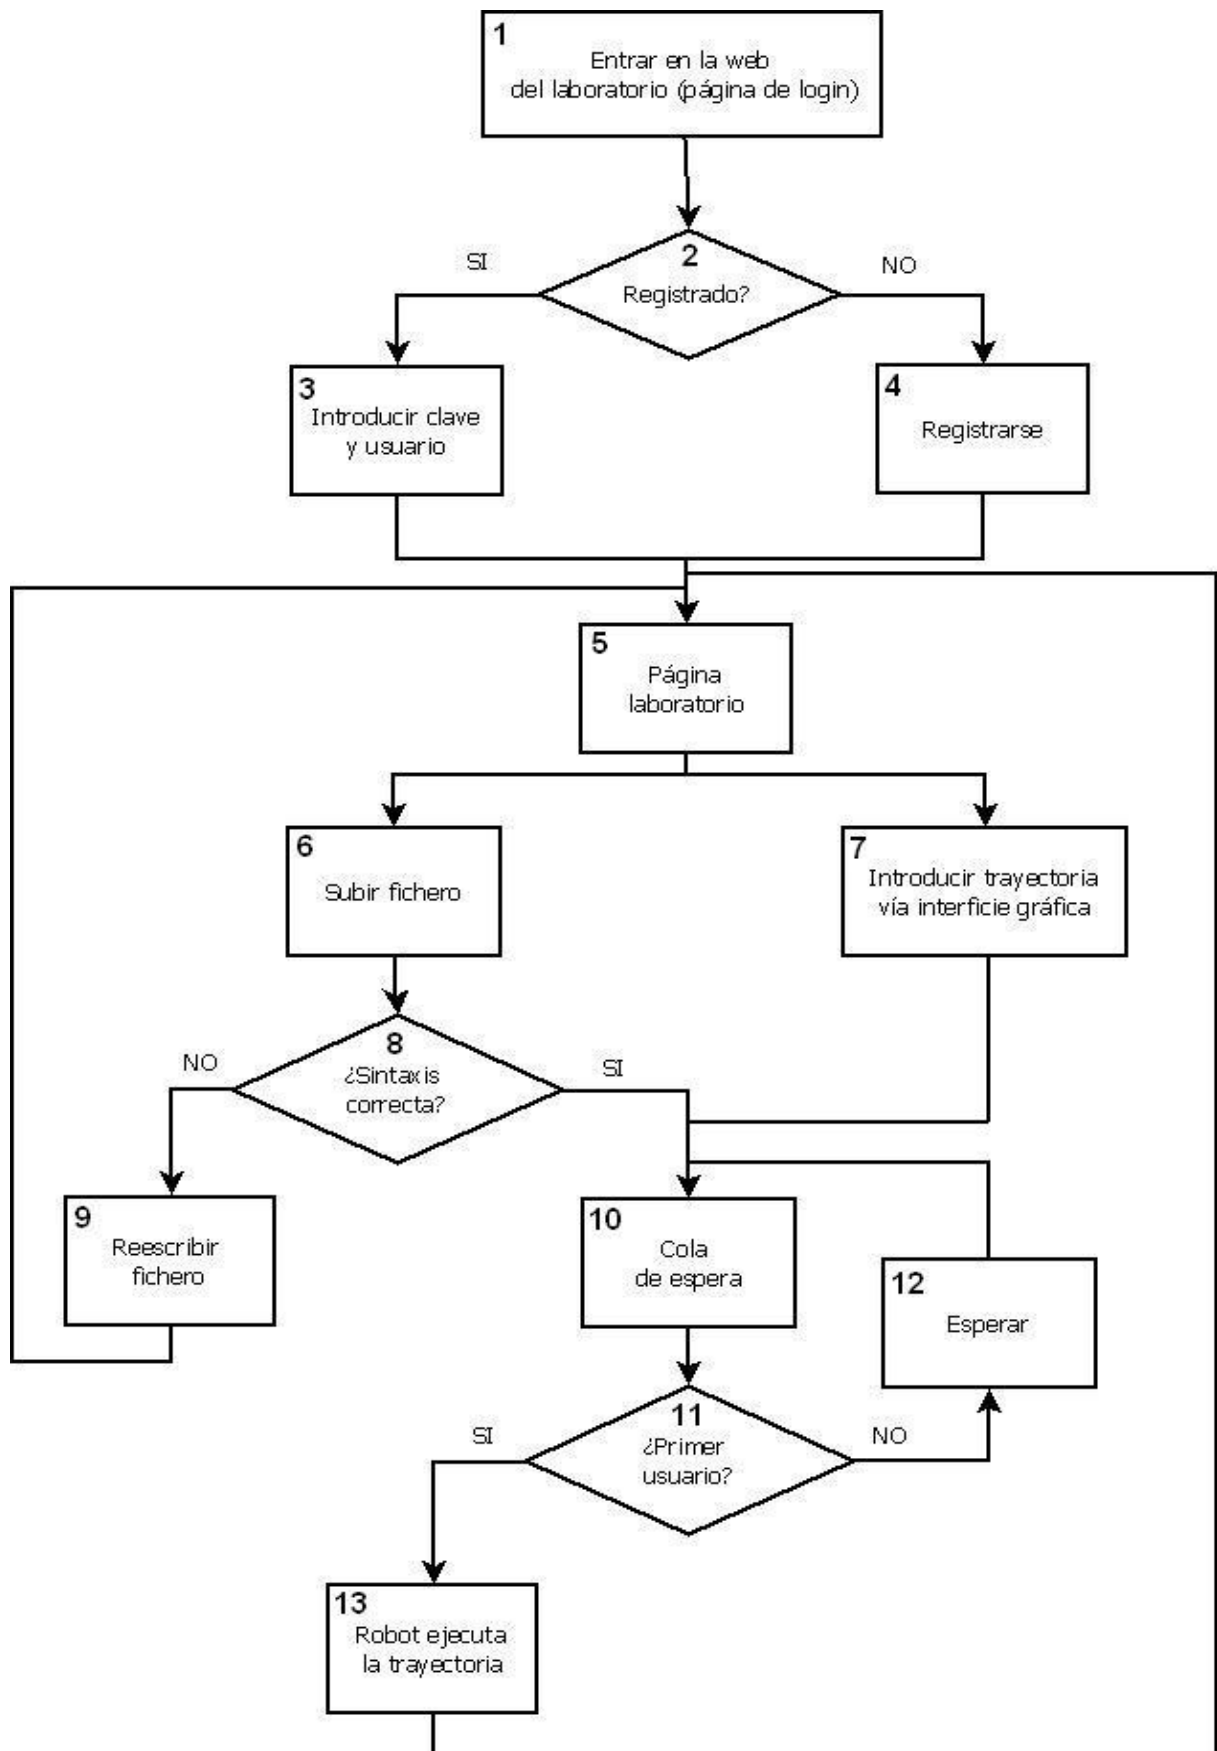 1
Entrar en la web
del laboratorio (página de login)
2
SI
NO
Registrado?
3
Introducir clave
y usuario
4
Registrarse
5
Página
laboratorio
6
Subir fichero
7
Introducir trayectoria
vía interficie gráfica
8
NO
SI
¿Sintaxis
correcta?
9
Reescribir
fichero
10
Cola
de espera
12
Esperar
11
SI
NO
¿Primer
usuario?
13
Robot ejecuta
la trayectoria